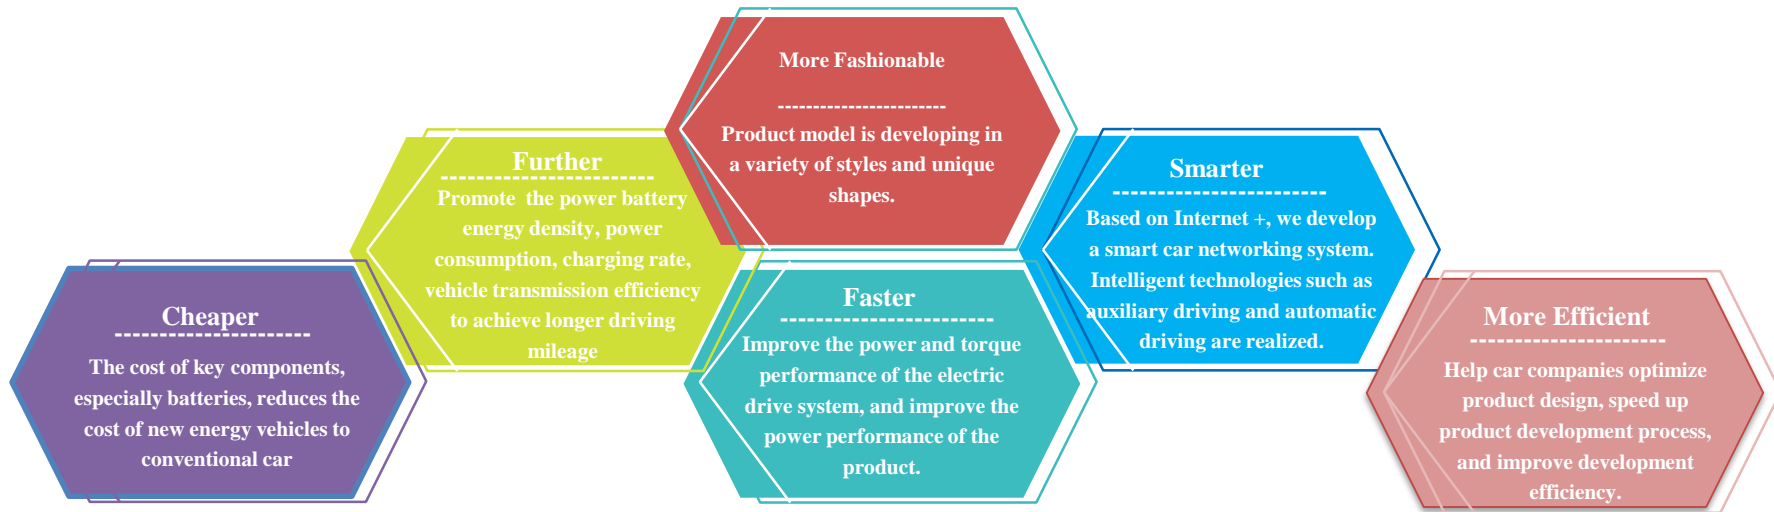 Cheaper
----------------------
The cost of key components,
especially batteries, reduces the
cost of new energy vehicles to
conventional car
Further
------------------------
Promote  the power battery
energy density, power
consumption, charging rate,
vehicle transmission efficiency
to achieve longer driving
mileage
More Fashionable
------------------------
Product model is developing in
a variety of styles and unique
shapes.
Faster
------------------------
Improve the power and torque
performance of the electric
drive system, and improve the
power performance of the
product.
Smarter
------------------------
Based on Internet +, we develop
a smart car networking system.
Intelligent technologies such as
auxiliary driving and automatic
driving are realized.
More Efficient
----------------------
Help car companies optimize
product design, speed up
product development process,
and improve development
efficiency.